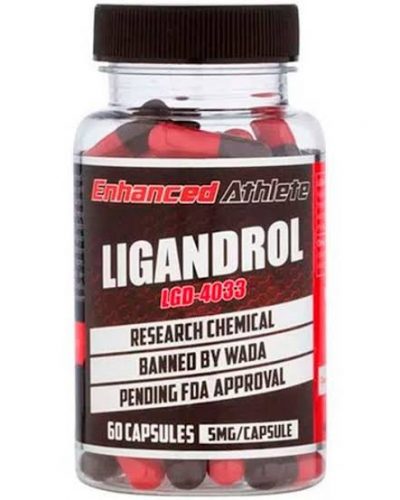 Enhanced Athlete
LIGANDROL
LGD-4033
RESEARCH CHEMICAL
BANNED BY WADA
PENDING FDA APPROVAL
60 CAPSULES 5MG/CAPSULE